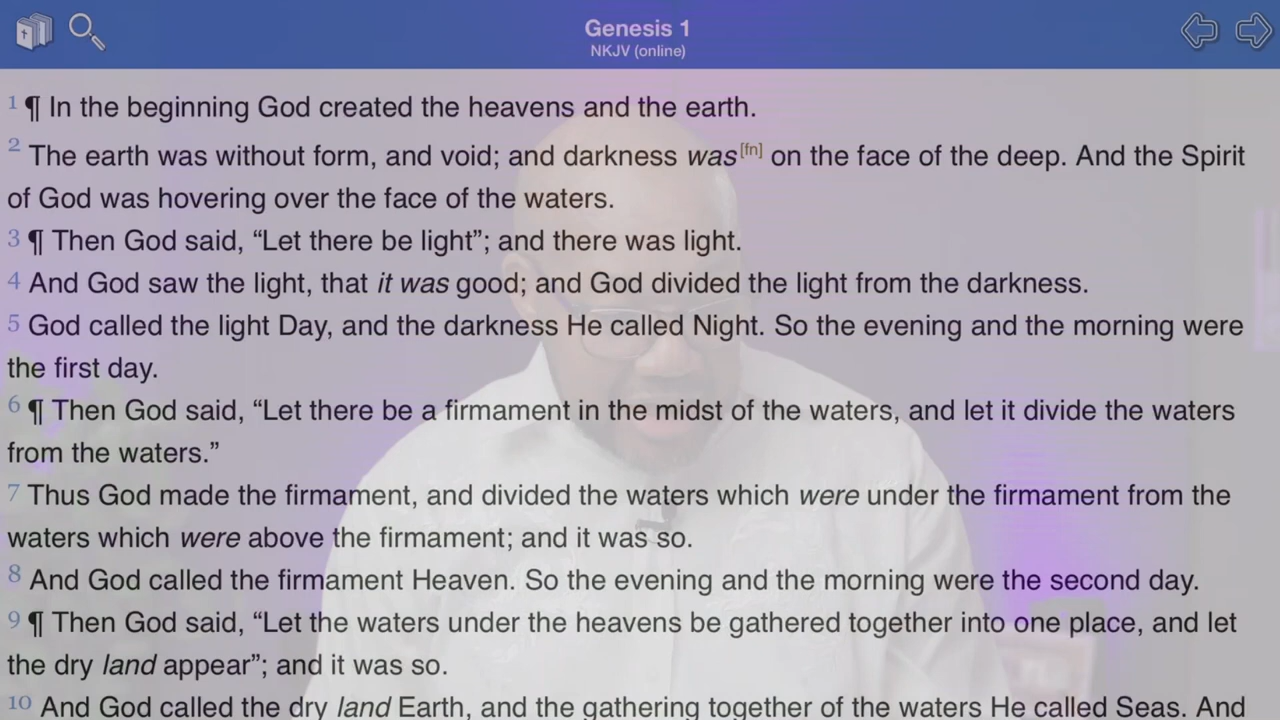 Genesis 1
NKJV (online)
1 ¶ In the beginning God created the heavens and the earth.
2 The earth was without form, and void; and darkness was[fn] on the face of the deep. And the Spirit
of God was hovering over the face of the waters.
3 ¶ Then God said, “Let there be light”; and there was light.
4 And God saw the light, that it was good; and God divided the light from the darkness.
5 God called the light Day, and the darkness He called Night. So the evening and the morning were
the first day.
6 ¶ Then God said, “Let there be a firmament in the midst of the waters, and let it divide the waters
from the waters.”
7 Thus God made the firmament, and divided the waters which were under the firmament from the
waters which were above the firmament; and it was so.
8 And God called the firmament Heaven. So the evening and the morning were the second day.
9 ¶ Then God said, “Let the waters under the heavens be gathered together into one place, and let
the dry land appear”; and it was so.
10 And God called the dry land Earth, and the gathering together of the waters He called Seas. And